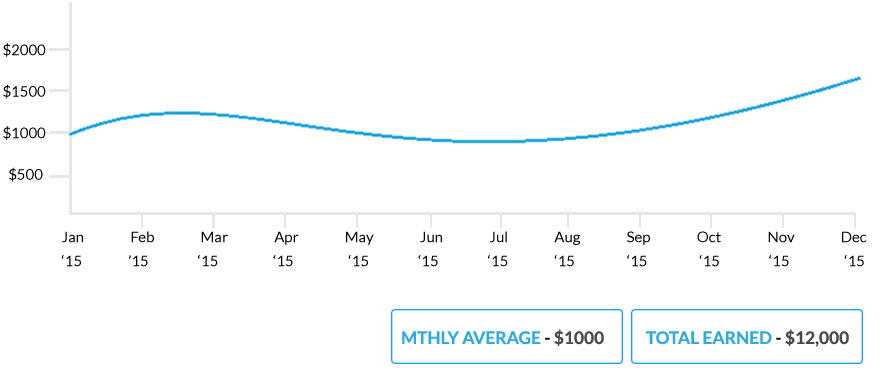 $2000
$1500
$1000
$500
Jan Feb Mar Apr May Jun Jul Aug Sep Oct Nov Dec
‘15 ’15 ‘15 ‘15 ‘15 ‘15 ‘15 ‘15 ‘15 ‘15 ‘15 ‘15
MTHLY AVERAGE - $1000 TOTAL EARNED - $12,000